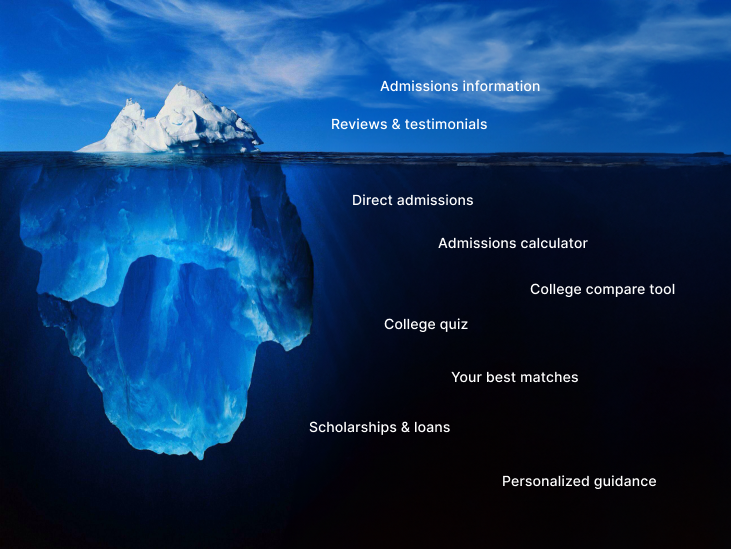 Admissions information
Reviews & testimonials
Direct admissions
Admissions calculator
College compare tool
College quiz
Your best matches
Scholarships & loans
Personalized guidance